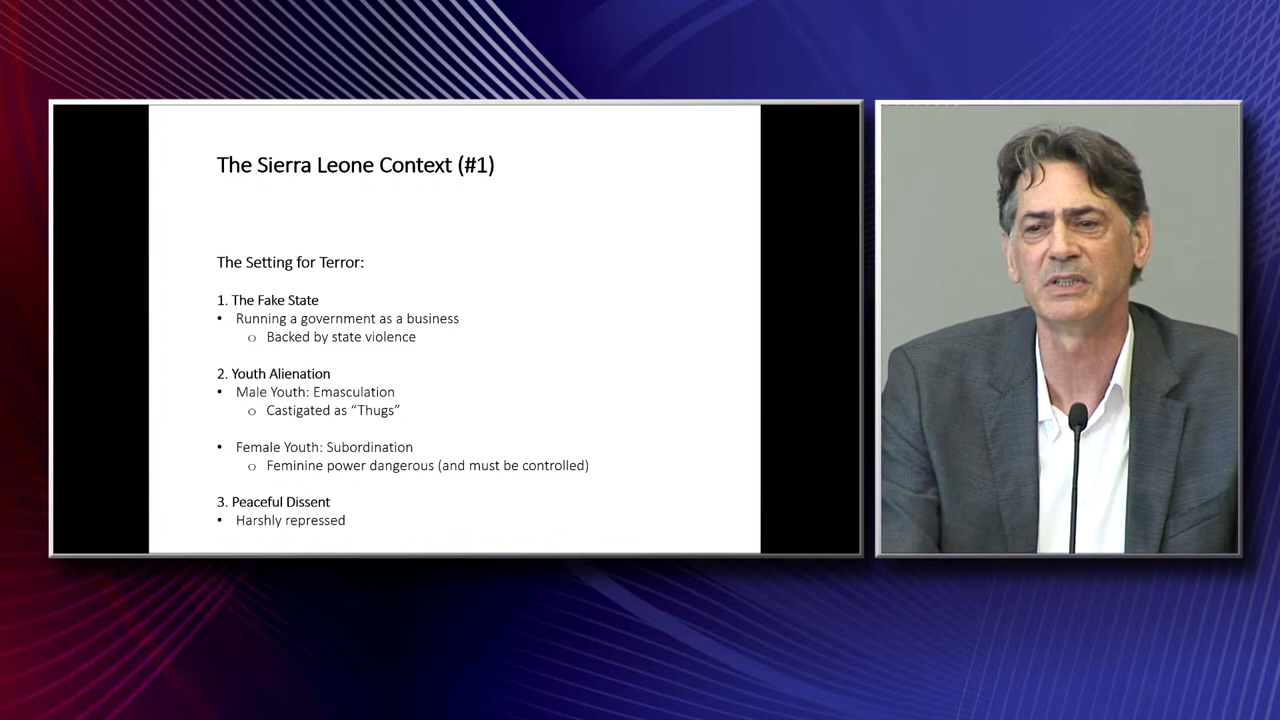 The Sierra Leone Context (#1)
The Setting for Terror:
1. The Fake State
• Running a government as a business
o Backed by state violence
2. Youth Alienation
• Male Youth: Emasculation
o Castigated as “Thugs”
• Female Youth: Subordination
o Feminine power dangerous (and must be controlled)
3. Peaceful Dissent
• Harshly repressed